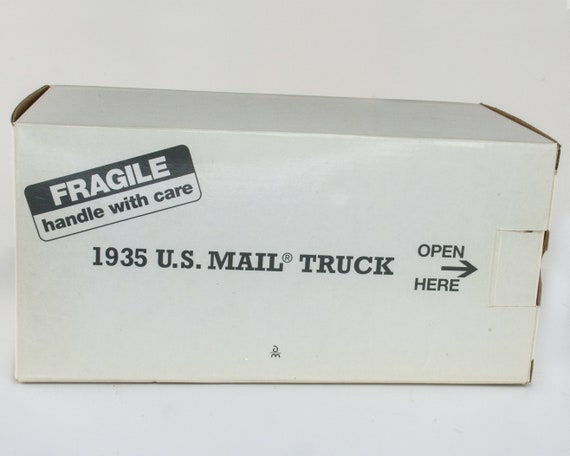 FRAGILE
handle with care
1935 U.S. MAIL® TRUCK
OPEN
HERE